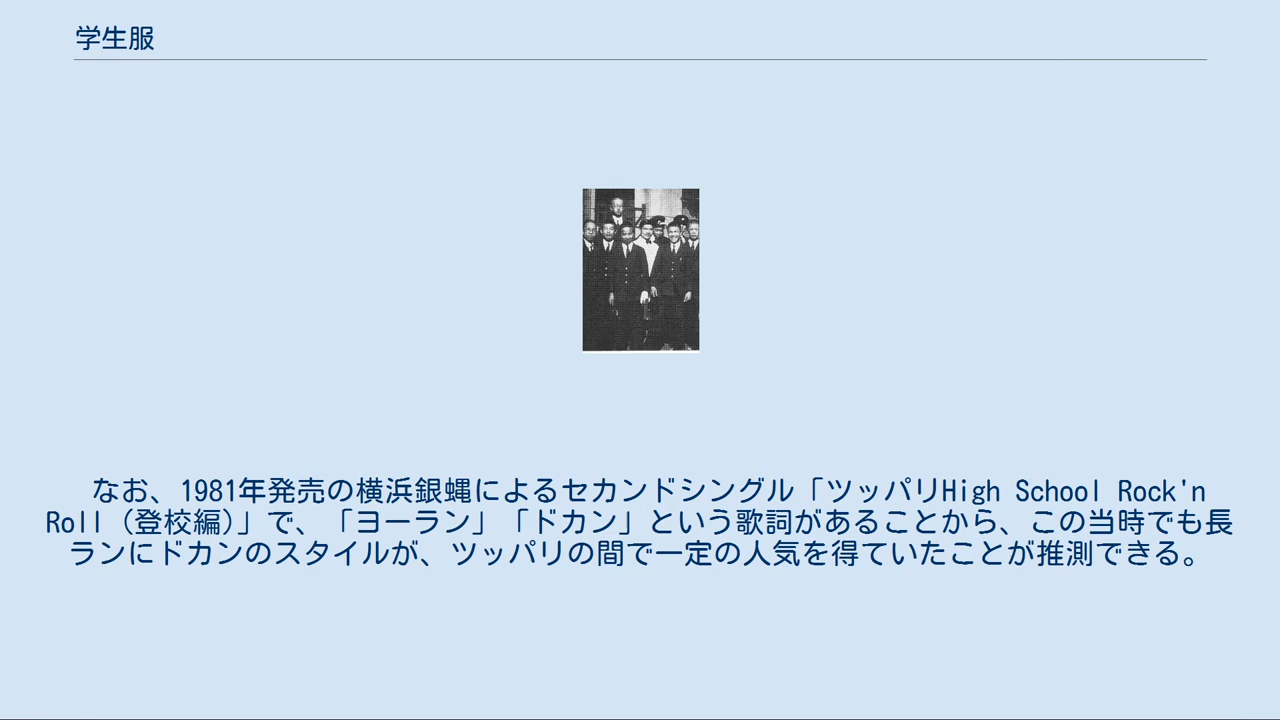 学生服
なお、1981年発売の横浜銀蝿によるセカンドシングル「ツッパリHigh School Rock'n
Roll（登校編)」で、「ヨーラン」「ドカン」という歌詞があることから、この当時でも長
ランにドカンのスタイルが、ツッパリの間で一定の人気を得ていたことが推測できる。